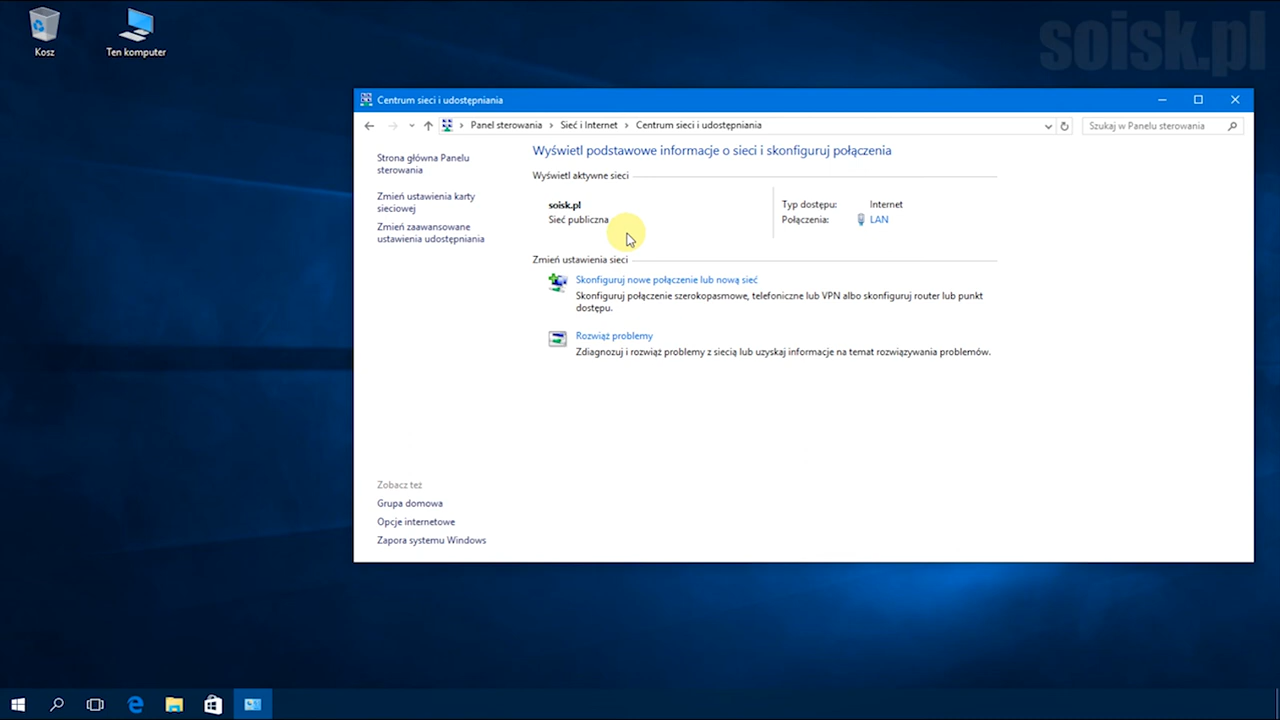 soisk.pl
Kosz
Ten komputer
Centrum sieci i udostępniania
Panel sterowania > Sieć i Internet > Centrum sieci i udostępniania
Szukaj w Panelu sterowania
Strona główna Panelu
sterowania
Zmień ustawienia karty
sieciowej
Zmień zaawansowane
ustawienia udostępniania
Wyświetl podstawowe informacje o sieci i skonfiguruj połączenia
Wyświetl aktywne sieci
soisk.pl
Sieć publiczna
Typ dostępu: Internet
Połączenia: LAN
Zmień ustawienia sieci
Skonfiguruj nowe połączenie lub nową sieć
Skonfiguruj połączenie szerokopasmowe, telefoniczne lub VPN albo skonfiguruj router lub punkt
dostępu.
Rozwiąż problemy
Zdiagnozuj i rozwiąż problemy z siecią lub uzyskaj informacje na temat rozwiązywania problemów.
Zobacz też
Grupa domowa
Opcje internetowe
Zapora systemu Windows